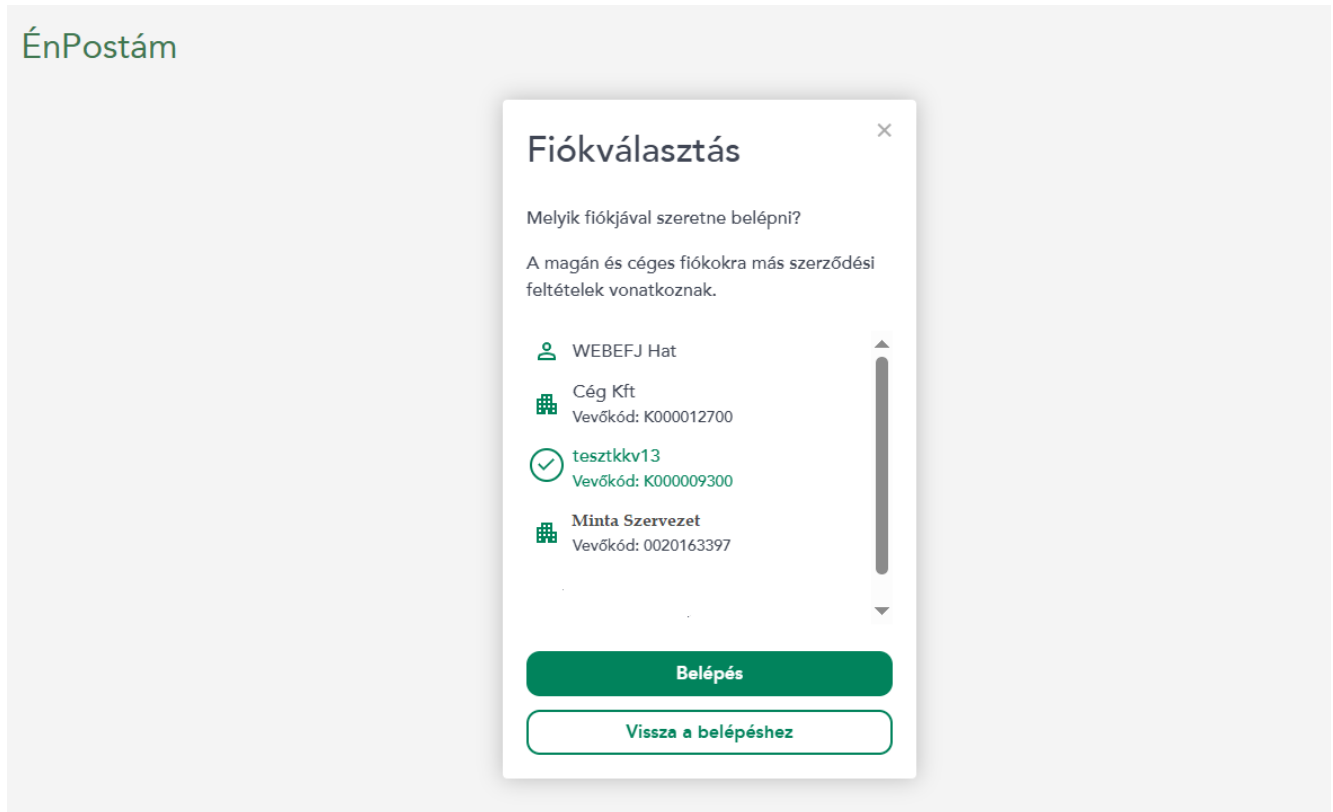 ÉnPostám
Fiókválasztás
Melyik fiókjával szeretne belépni?
A magán és céges fiókokra más szerződési
feltételek vonatkoznak.
WEBEFJ Hat
Cég Kft
Vevőkód: K000012700
tesztkkv13
Vevőkód: K000009300
Minta Szervezet
Vevőkód: 0020163397
Belépés
Vissza a belépéshez